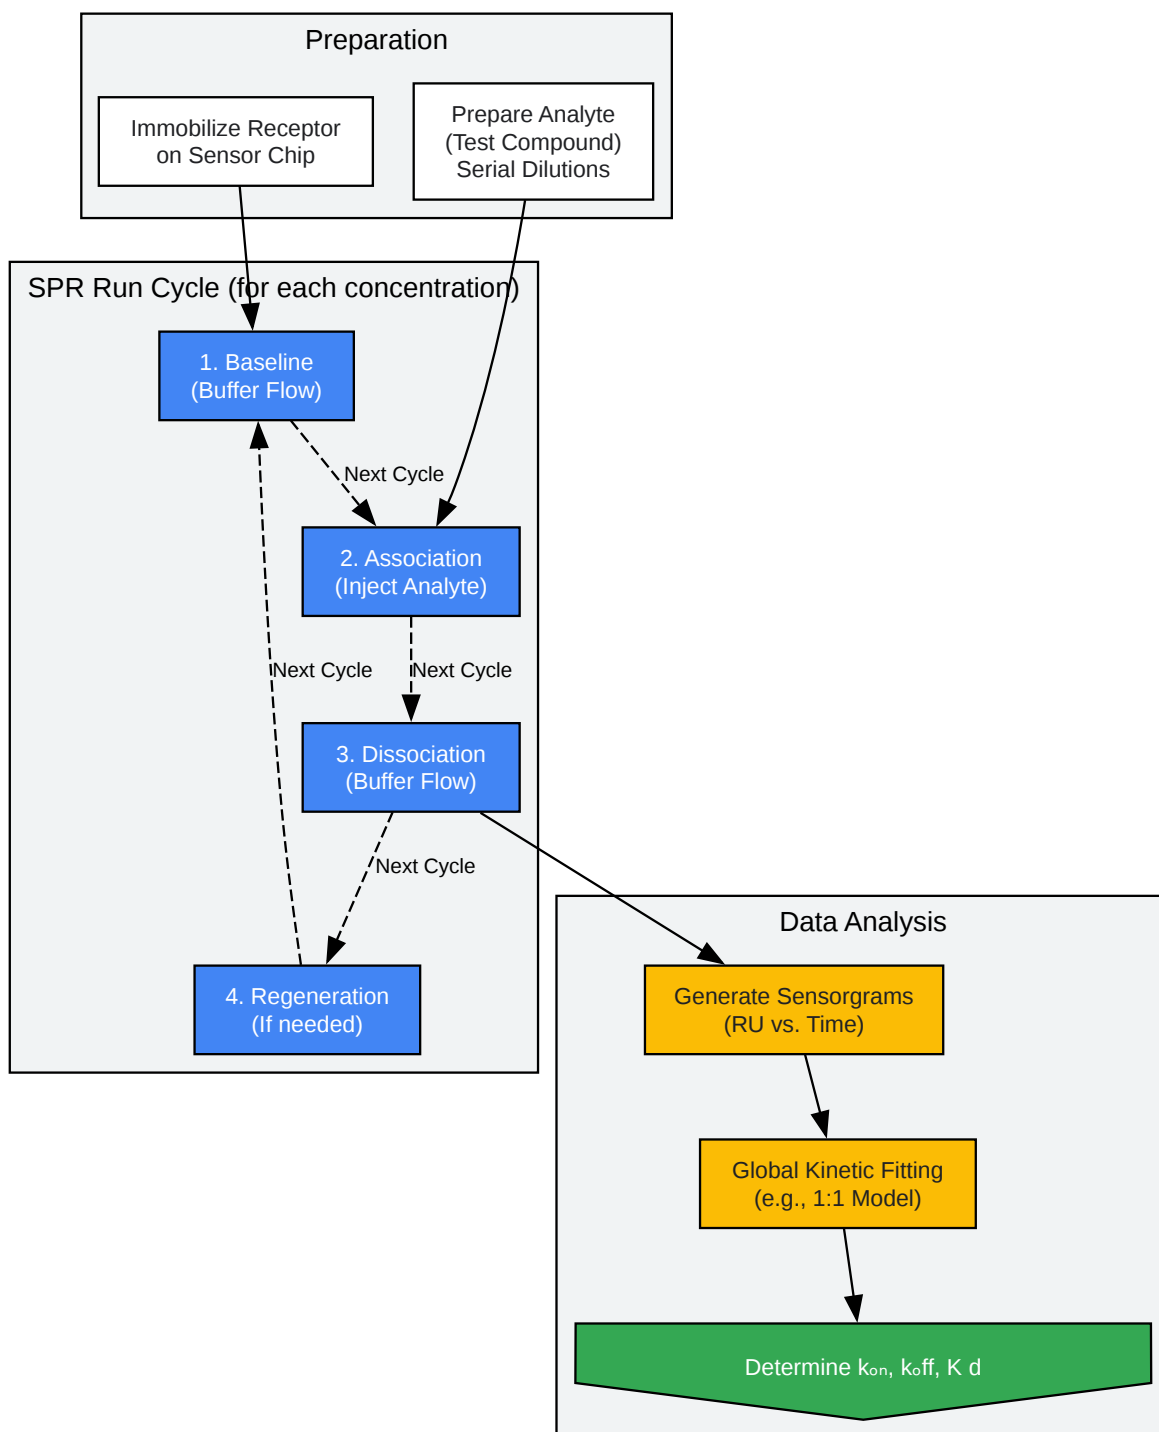 Preparation
Immobilize Receptor
on Sensor Chip
Prepare Analyte
(Test Compound)
Serial Dilutions
SPR Run Cycle (for each concentration)
1. Baseline
(Buffer Flow)
Next Cycle
2. Association
(Inject Analyte)
Next Cycle
Next Cycle
3. Dissociation
(Buffer Flow)
Next Cycle
4. Regeneration
(If needed)
Data Analysis
Generate Sensorgrams
(RU vs. Time)
Global Kinetic Fitting
(e.g., 1:1 Model)
Determine kₒₙ, kₒff, K d